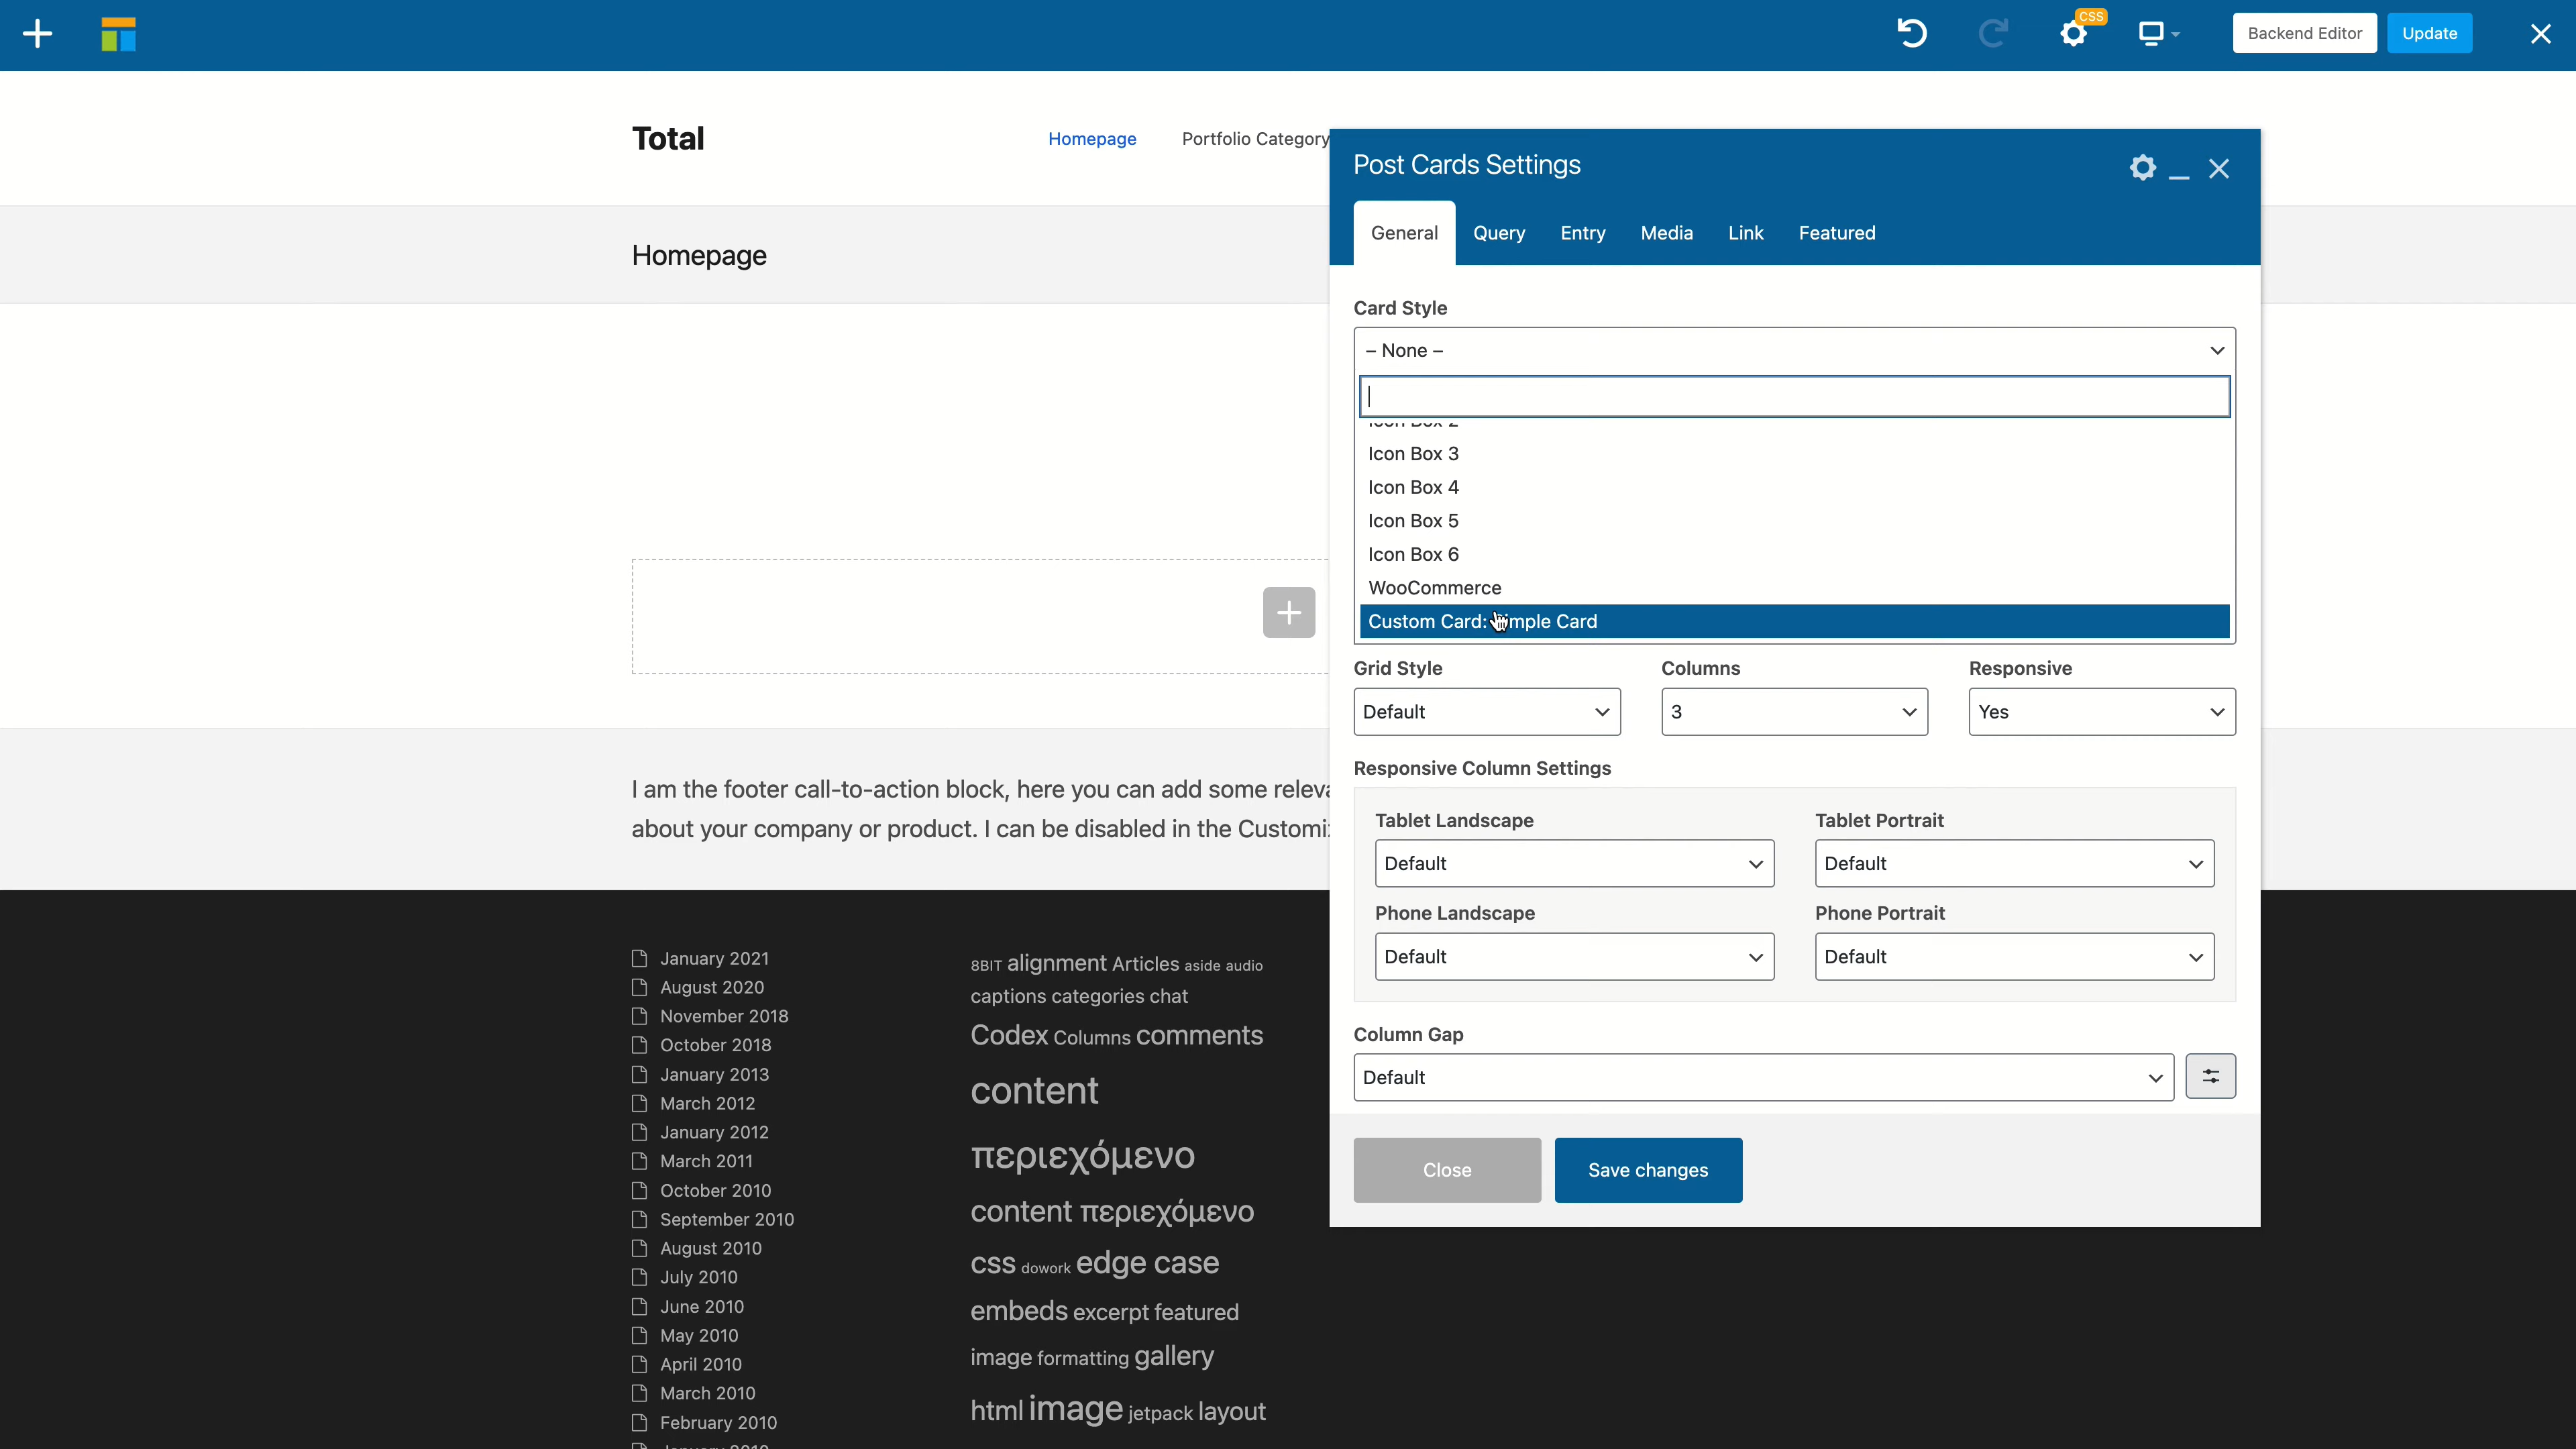 CSS
Backend Editor
Update
Total
Homepage
Portfolio Category
Homepage
Post Cards Settings
General
Query
Entry
Media
Link
Featured
Card Style
– None –
Icon Box 2
Icon Box 3
Icon Box 4
Icon Box 5
Icon Box 6
WooCommerce
Custom Card: Simple Card
Grid Style
Columns
Responsive
Default
3
Yes
Responsive Column Settings
Tablet Landscape
Tablet Portrait
Default
Default
Phone Landscape
Phone Portrait
Default
Default
Column Gap
Default
Close
Save changes
I am the footer call-to-action block, here you can add some
about your company or product. I can be disabled in the
January 2021
August 2020
November 2018
October 2018
January 2013
March 2012
January 2012
March 2011
October 2010
September 2010
August 2010
July 2010
June 2010
May 2010
April 2010
March 2010
February 2010
8BIT alignment Articles aside audio
captions categories chat
Codex Columns comments
content
περιεχόμενο
content περιεχόμενο
css dowork edge case
embeds excerpt featured
image formatting gallery
html image jetpack layout